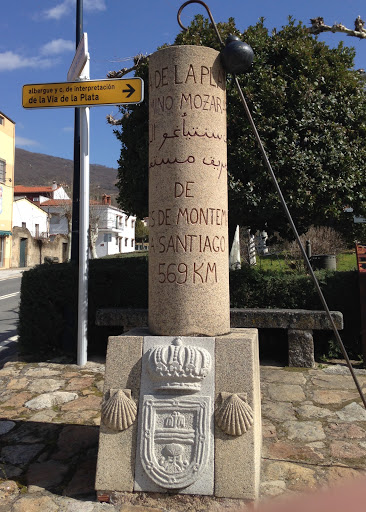 albergue y c. de interpretación
de la Vía de la Plata
DE LA PL
NO MOZAR
DE
S DE MONTEM
A SANTIAGO
569 KM